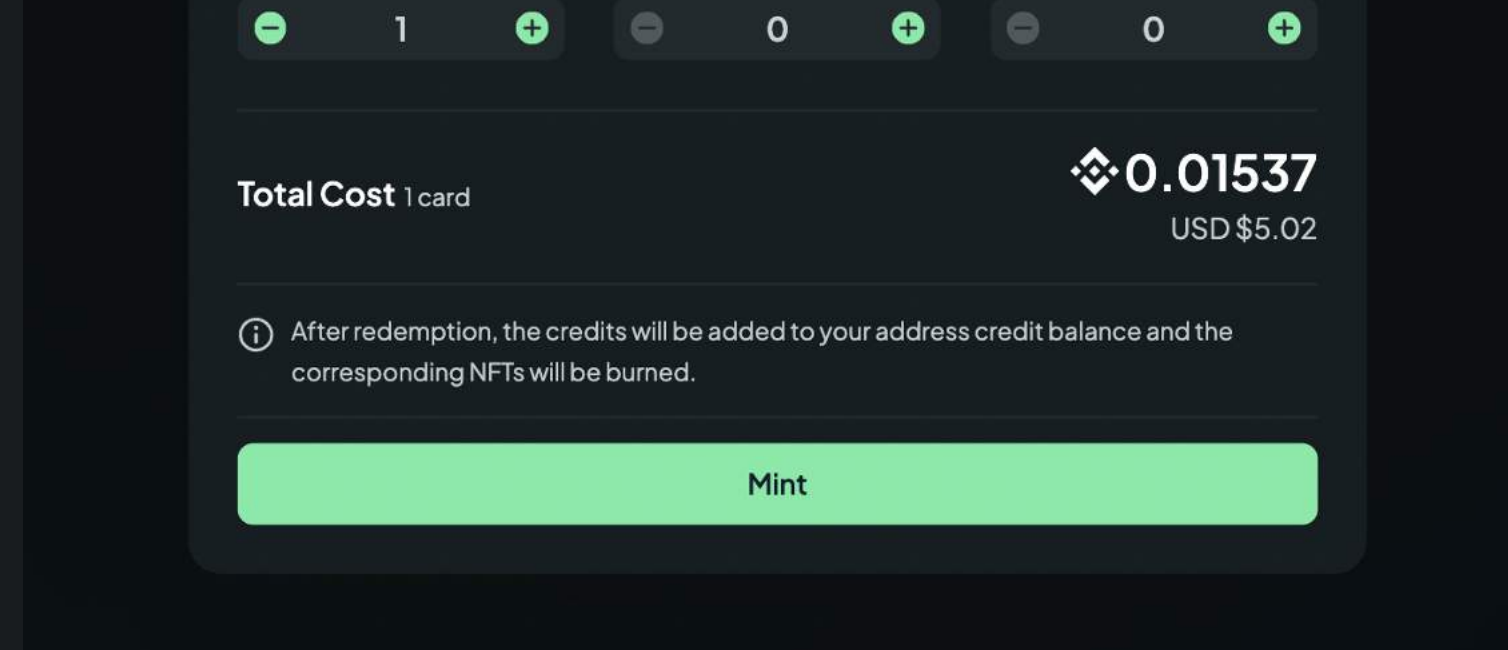 1 0 0
Total Cost 1 card
0.01537
USD $5.02
After redemption, the credits will be added to your address credit balance and the
corresponding NFTs will be burned.
Mint